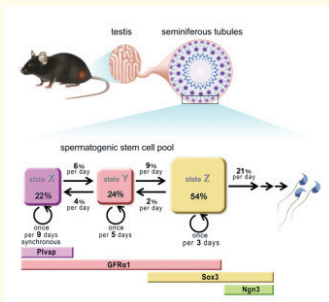 testis
seminiferous tubules
spermatogenic stem cell pool
6%
per day
9%
per day
21%
per day
state X
state Y
state Z
22%
24%
54%
4%
per day
2%
per day
once
per 9 days
synchronous
once
per 5 days
once
per 3 days
Plvap
GFRα1
Sox3
Ngn3